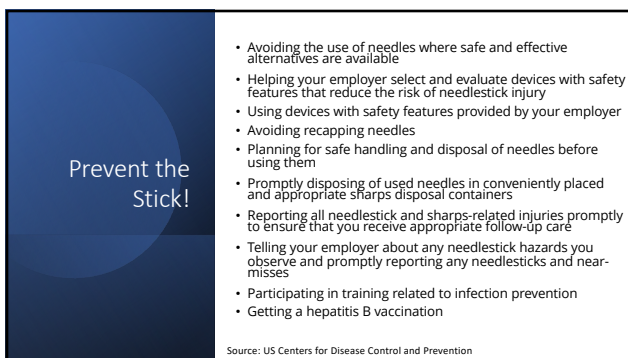 Prevent the
Stick!
• Avoiding the use of needles where safe and effective
alternatives are available
• Helping your employer select and evaluate devices with safety
features that reduce the risk of needlestick injury
• Using devices with safety features provided by your employer
• Avoiding recapping needles
• Planning for safe handling and disposal of needles before
using them
• Promptly disposing of used needles in conveniently placed
and appropriate sharps disposal containers
• Reporting all needlestick and sharps-related injuries promptly
to ensure that you receive appropriate follow-up care
• Telling your employer about any needlestick hazards you
observe and promptly reporting any needlesticks and near-
misses
• Participating in training related to infection prevention
• Getting a hepatitis B vaccination
Source: US Centers for Disease Control and Prevention